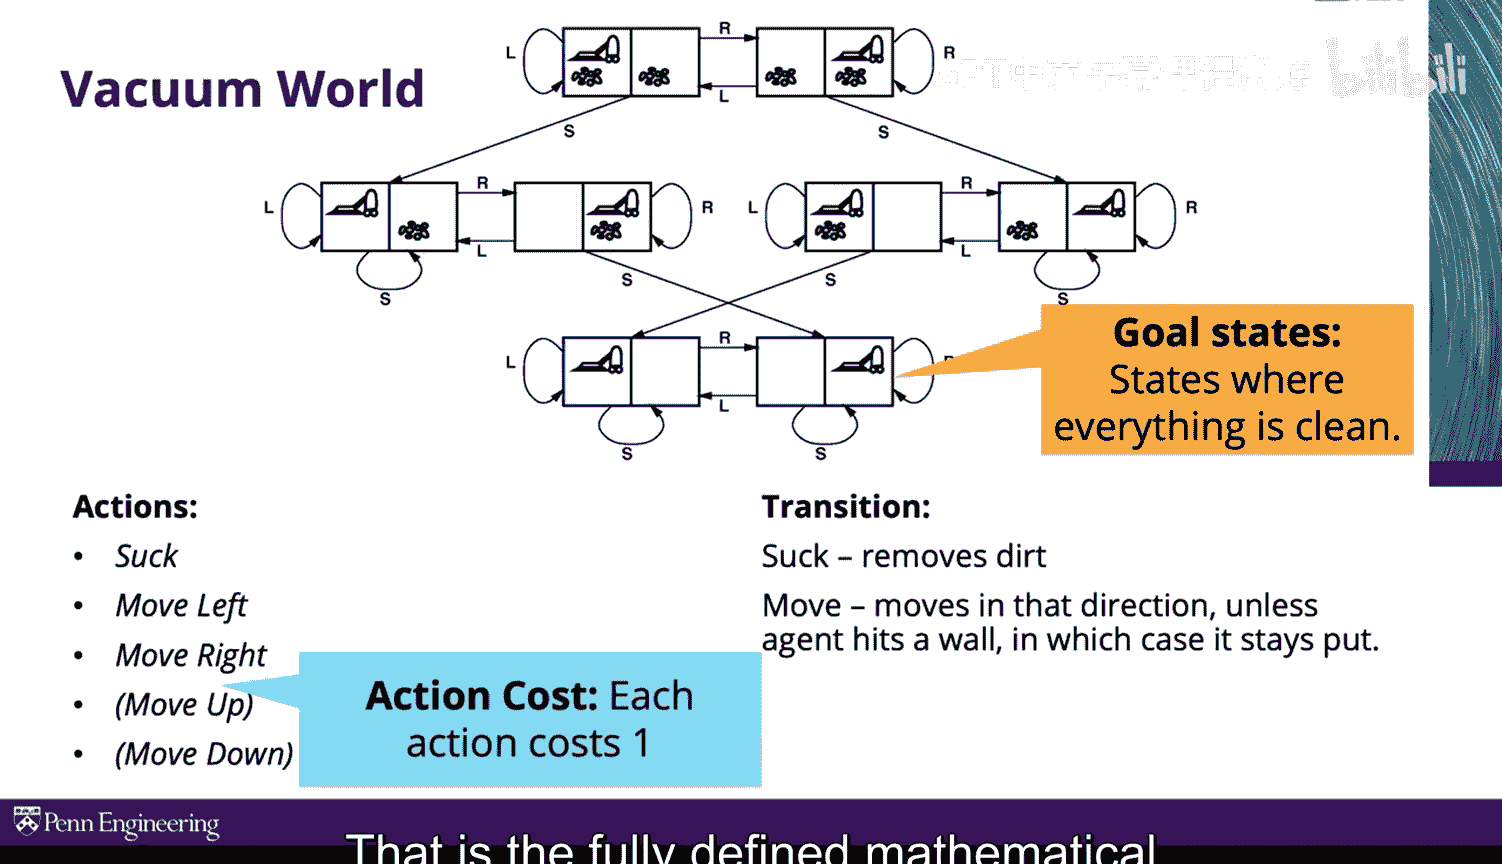 Vacuum World
bilibili
L
R
L
R
S
S
L
R
L
R
L
R
L
R
S
S
S
S
L
R
L
S
S
Goal states:
States where
everything is clean.
Actions:
• Suck
• Move Left
• Move Right
• (Move Up)
• (Move Down)
Action Cost: Each
action costs 1
Transition:
Suck – removes dirt
Move – moves in that direction, unless
agent hits a wall, in which case it stays put.
Penn Engineering
That is the fully defined mathematical